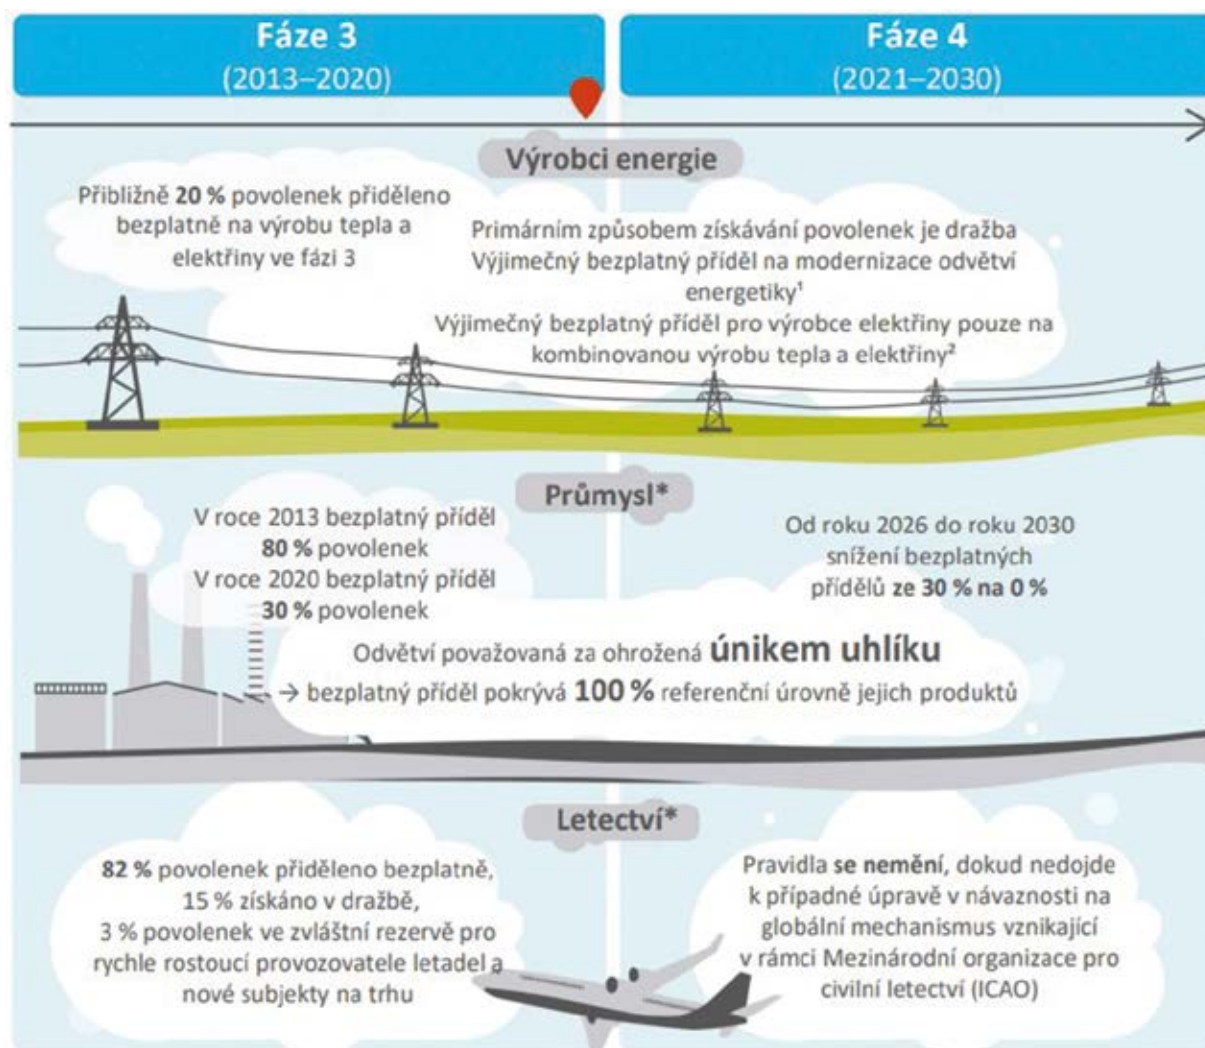 Fáze 3
(2013–2020)
Fáze 4
(2021–2030)
Výrobci energie
Přibližně 20 % povolenek přiděleno
bezplatně na výrobu tepla a
elektřiny ve fázi 3
Primárním způsobem získávání povolenek je dražba
Výjimečný bezplatný příděl na modernizace odvětví
energetiky¹
Výjimečný bezplatný příděl pro výrobce elektřiny pouze na
kombinovanou výrobu tepla a elektřiny²
Průmysl*
V roce 2013 bezplatný příděl
80 % povolenek
V roce 2020 bezplatný příděl
30 % povolenek
Od roku 2026 do roku 2030
snížení bezplatných
přídělů ze 30 % na 0 %
Odvětví považovaná za ohrožená únikem uhlíku
→ bezplatný příděl pokrývá 100 % referenční úrovně jejich produktů
Letectví*
82 % povolenek přiděleno bezplatně,
15 % získáno v dražbě,
3 % povolenek ve zvláštní rezervě pro
rychle rostoucí provozovatele letadel a
nové subjekty na trhu
Pravidla se nemění, dokud nedojde
k případné úpravě v návaznosti na
globální mechanismus vznikající
v rámci Mezinárodní organizace pro
civilní letectví (ICAO)